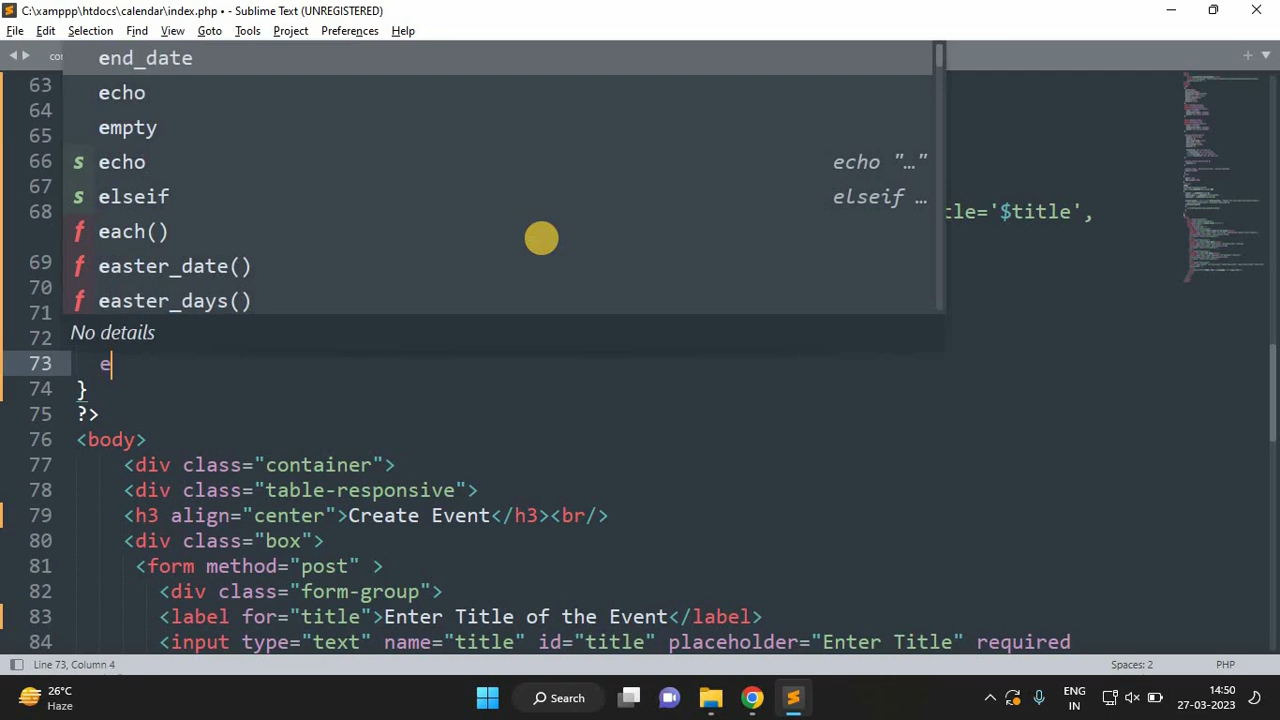 C:\xamppp\htdocs\calendar\index.php • - Sublime Text (UNREGISTERED)
File Edit Selection Find View Goto Tools Project Preferences Help
end_date
63 echo
64 empty
65
66 s echo echo "…"
67 s elseif elseif …
68 f each() tle='$title',
69 f easter_date()
70 f easter_days()
71
72 No details
73 e
74 }
75 ?>
76 <body>
77 <div class="container">
78 <div class="table-responsive">
79 <h3 align="center">Create Event</h3><br/>
80 <div class="box">
81 <form method="post" >
82 <div class="form-group">
83 <label for="title">Enter Title of the Event</label>
84 <input type="text" name="title" id="title" placeholder="Enter Title" required
Line 73, Column 4 Spaces: 2 PHP
26°C
Haze
Search
ENG
IN
14:50
27-03-2023